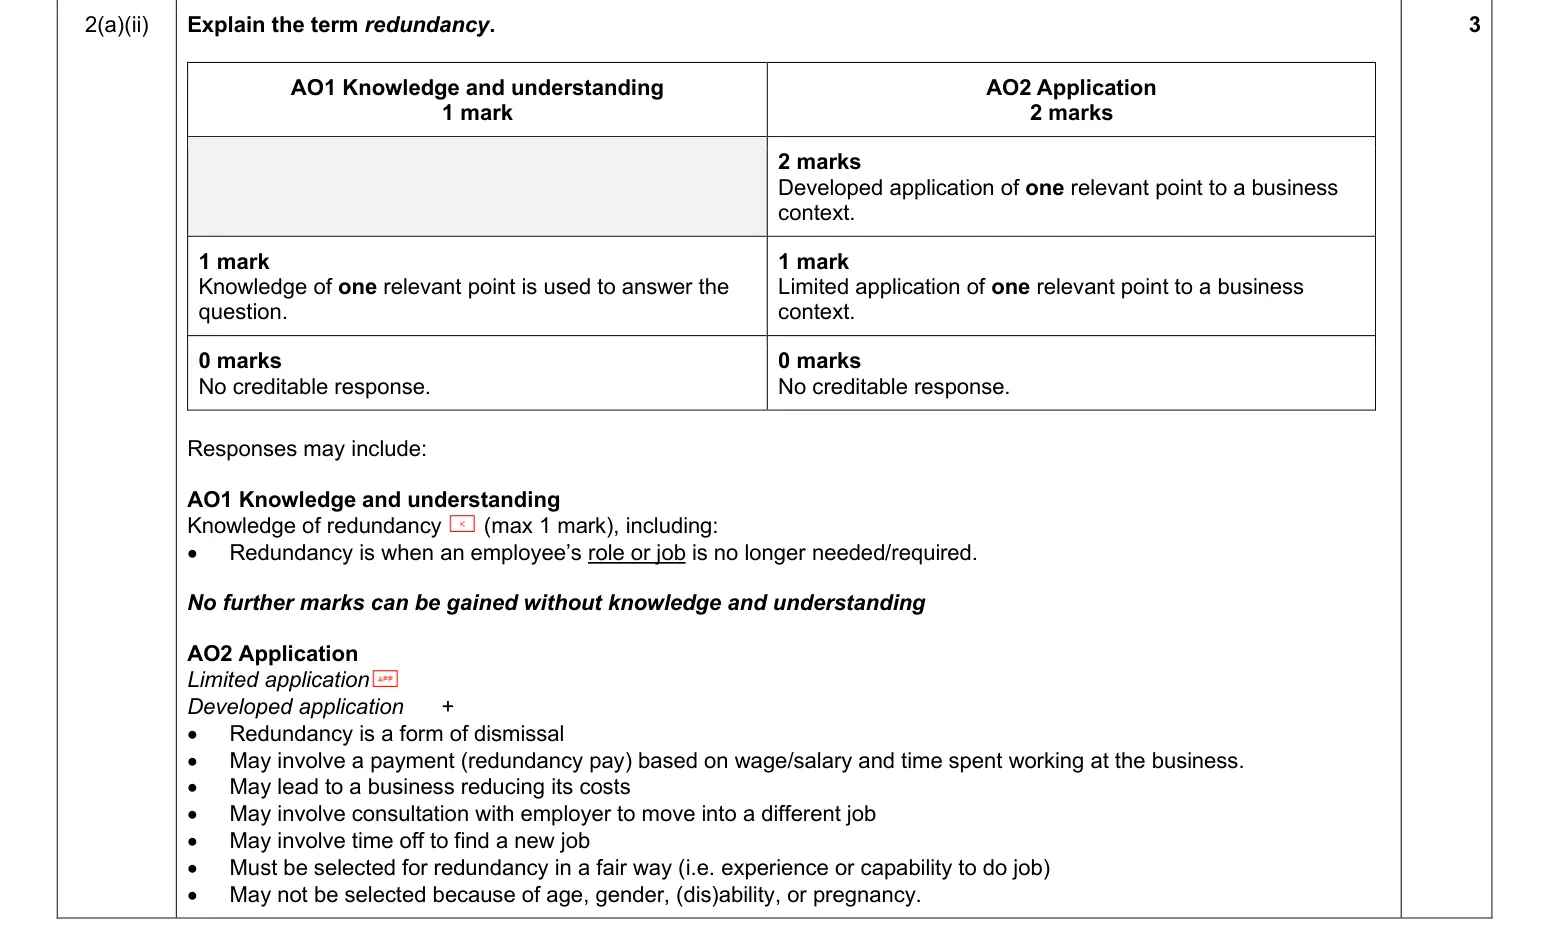 2(a)(ii) Explain the term redundancy. 3
AO1 Knowledge and understanding
1 mark
AO2 Application
2 marks
2 marks
Developed application of one relevant point to a business
context.
1 mark
Knowledge of one relevant point is used to answer the
question.
1 mark
Limited application of one relevant point to a business
context.
0 marks
No creditable response.
0 marks
No creditable response.
Responses may include:
AO1 Knowledge and understanding
Knowledge of redundancy K (max 1 mark), including:
• Redundancy is when an employee's role or job is no longer needed/required.
No further marks can be gained without knowledge and understanding
AO2 Application
Limited application APP
Developed application +
• Redundancy is a form of dismissal
• May involve a payment (redundancy pay) based on wage/salary and time spent working at the business.
• May lead to a business reducing its costs
• May involve consultation with employer to move into a different job
• May involve time off to find a new job
• Must be selected for redundancy in a fair way (i.e. experience or capability to do job)
• May not be selected because of age, gender, (dis)ability, or pregnancy.